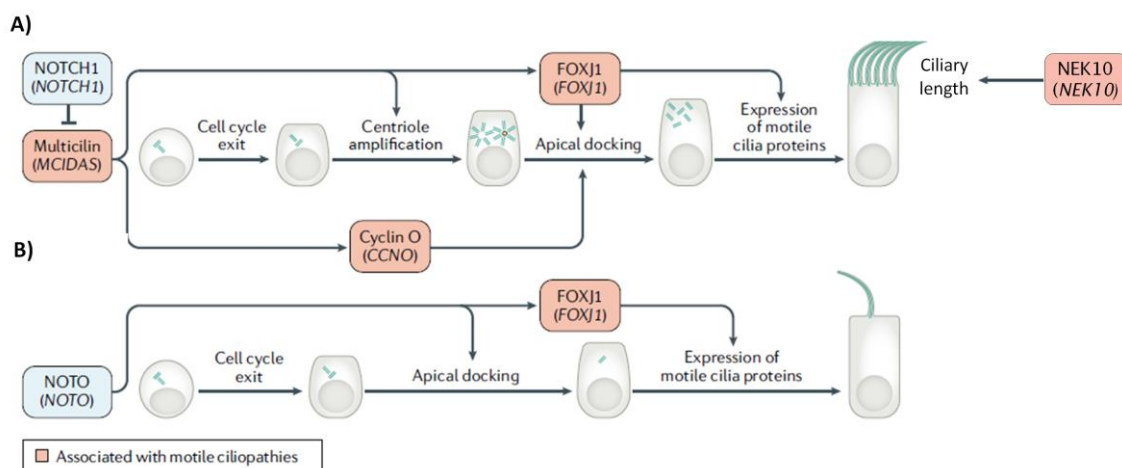 A)
NOTCH1
(NOTCH1)
Multicilin
(MCIDAS)
Cell cycle
exit
Centriole
amplification
FOXJ1
(FOXJ1)
Apical docking
Expression
of motile
cilia proteins
Ciliary
length
NEK10
(NEK10)
Cyclin O
(CCNO)
B)
NOTO
(NOTO)
Cell cycle
exit
Apical docking
FOXJ1
(FOXJ1)
Expression of
motile cilia proteins
Associated with motile ciliopathies